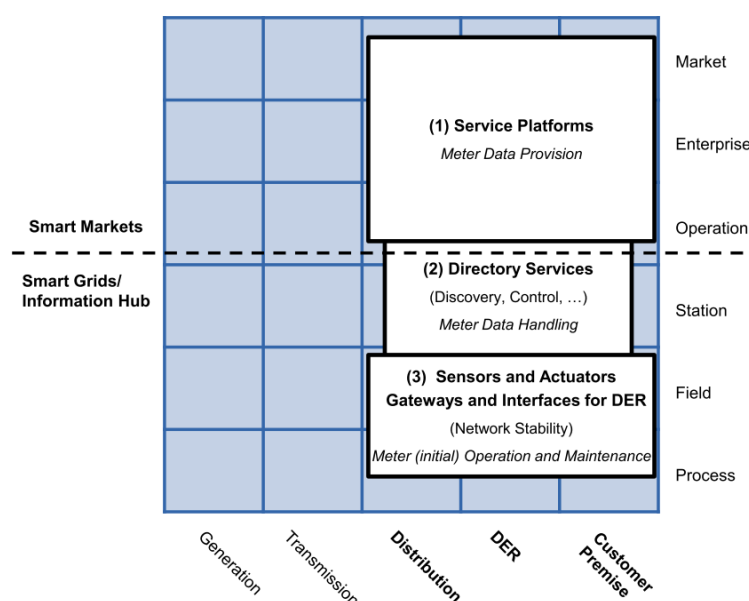 Market
(1) Service Platforms
Meter Data Provision
Enterprise
Smart Markets
Operation
Smart Grids/
Information Hub
(2) Directory Services
(Discovery, Control, …)
Meter Data Handling
Station
(3) Sensors and Actuators
Gateways and Interfaces for DER
(Network Stability)
Meter (initial) Operation and Maintenance
Field
Process
Generation
Transmission
Distribution
DER
Customer
Premise